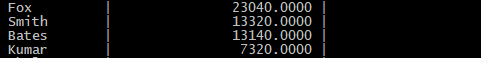 Fox | 23040.0000 |
Smith | 13320.0000 |
Bates | 13140.0000 |
Kumar | 7320.0000 |